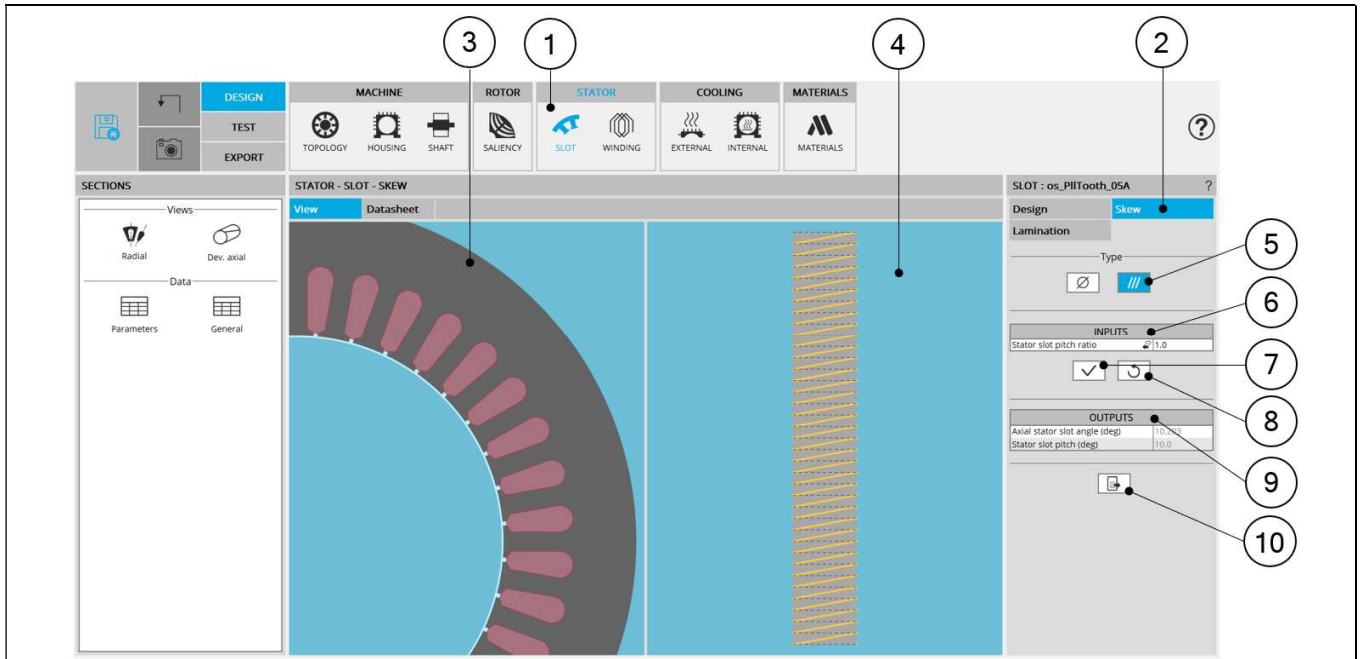 3
1
4
2
DESIGN
TEST
EXPORT
MACHINE
TOPOLOGY
HOUSING
SHAFT
ROTOR
SALIENCY
STATOR
SLOT
WINDING
COOLING
EXTERNAL
INTERNAL
MATERIALS
MATERIALS
?
SECTIONS
Views
Radial
Dev. axial
Data
Parameters
General
STATOR - SLOT - SKEW
View
Datasheet
SLOT : os_PllTooth_05A
?
Design
Skew
Lamination
Type
5
6
INPUTS
Stator slot pitch ratio
1.0
7
8
OUTPUTS
Axial stator slot angle (deg)
10.203
Stator slot pitch (deg)
10.0
9
10